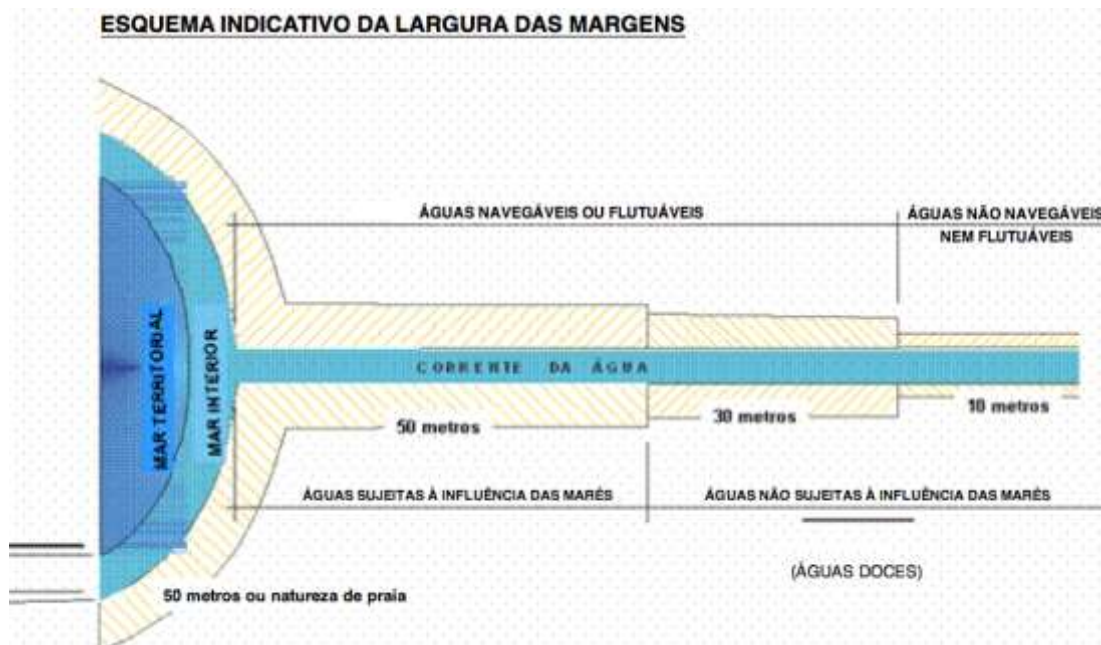 ESQUEMA INDICATIVO DA LARGURA DAS MARGENS
ÁGUAS NAVEGÁVEIS OU FLUTUÁVEIS
ÁGUAS NÃO NAVEGÁVEIS
NEM FLUTUÁVEIS
MAR TERRITORIAL
MAR INTERIOR
CORRENTE DA ÁGUA
50 metros
30 metros
10 metros
ÁGUAS SUJEITAS À INFLUÊNCIA DAS MARÉS
ÁGUAS NÃO SUJEITAS À INFLUÊNCIA DAS MARÉS
(ÁGUAS DOCES)
50 metros ou natureza de praia